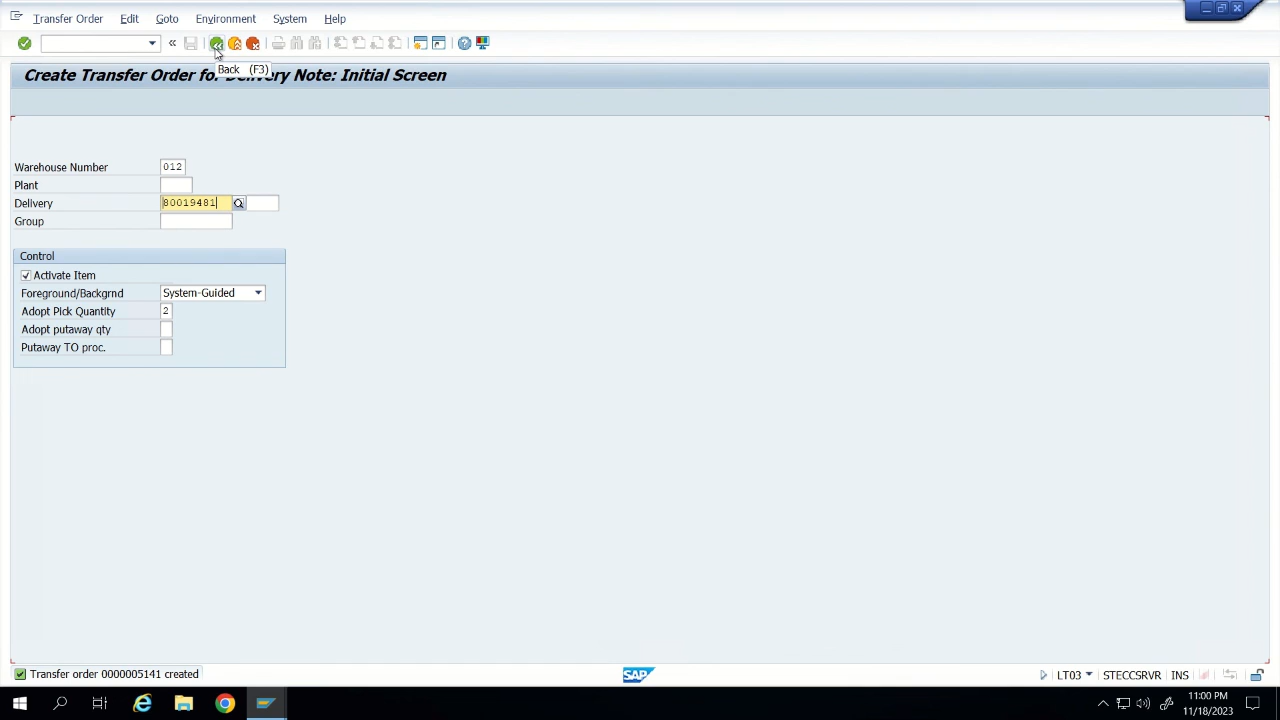 Transfer Order Edit Goto Environment System Help
Back (F3)
Create Transfer Order for Delivery Note: Initial Screen
Warehouse Number 012
Plant
Delivery 80019481
Group
Control
Activate Item
Foreground/Backgrnd System-Guided
Adopt Pick Quantity 2
Adopt putaway qty
Putaway TO proc.
Transfer order 0000005141 created
SAP
LT03 STECCSRVR INS
11:00 PM
11/18/2023